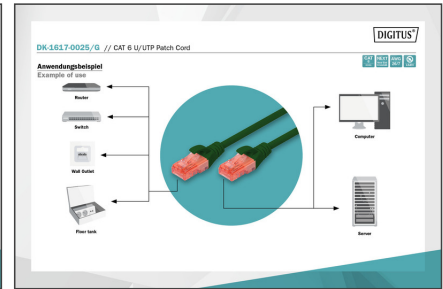 DIGITUS®
DK-1617-0025/G // CAT 6 U/UTP Patch Cord
Anwendungsbeispiel
Example of use
Router
Switch
Wall Outlet
Floor tank
Computer
Server